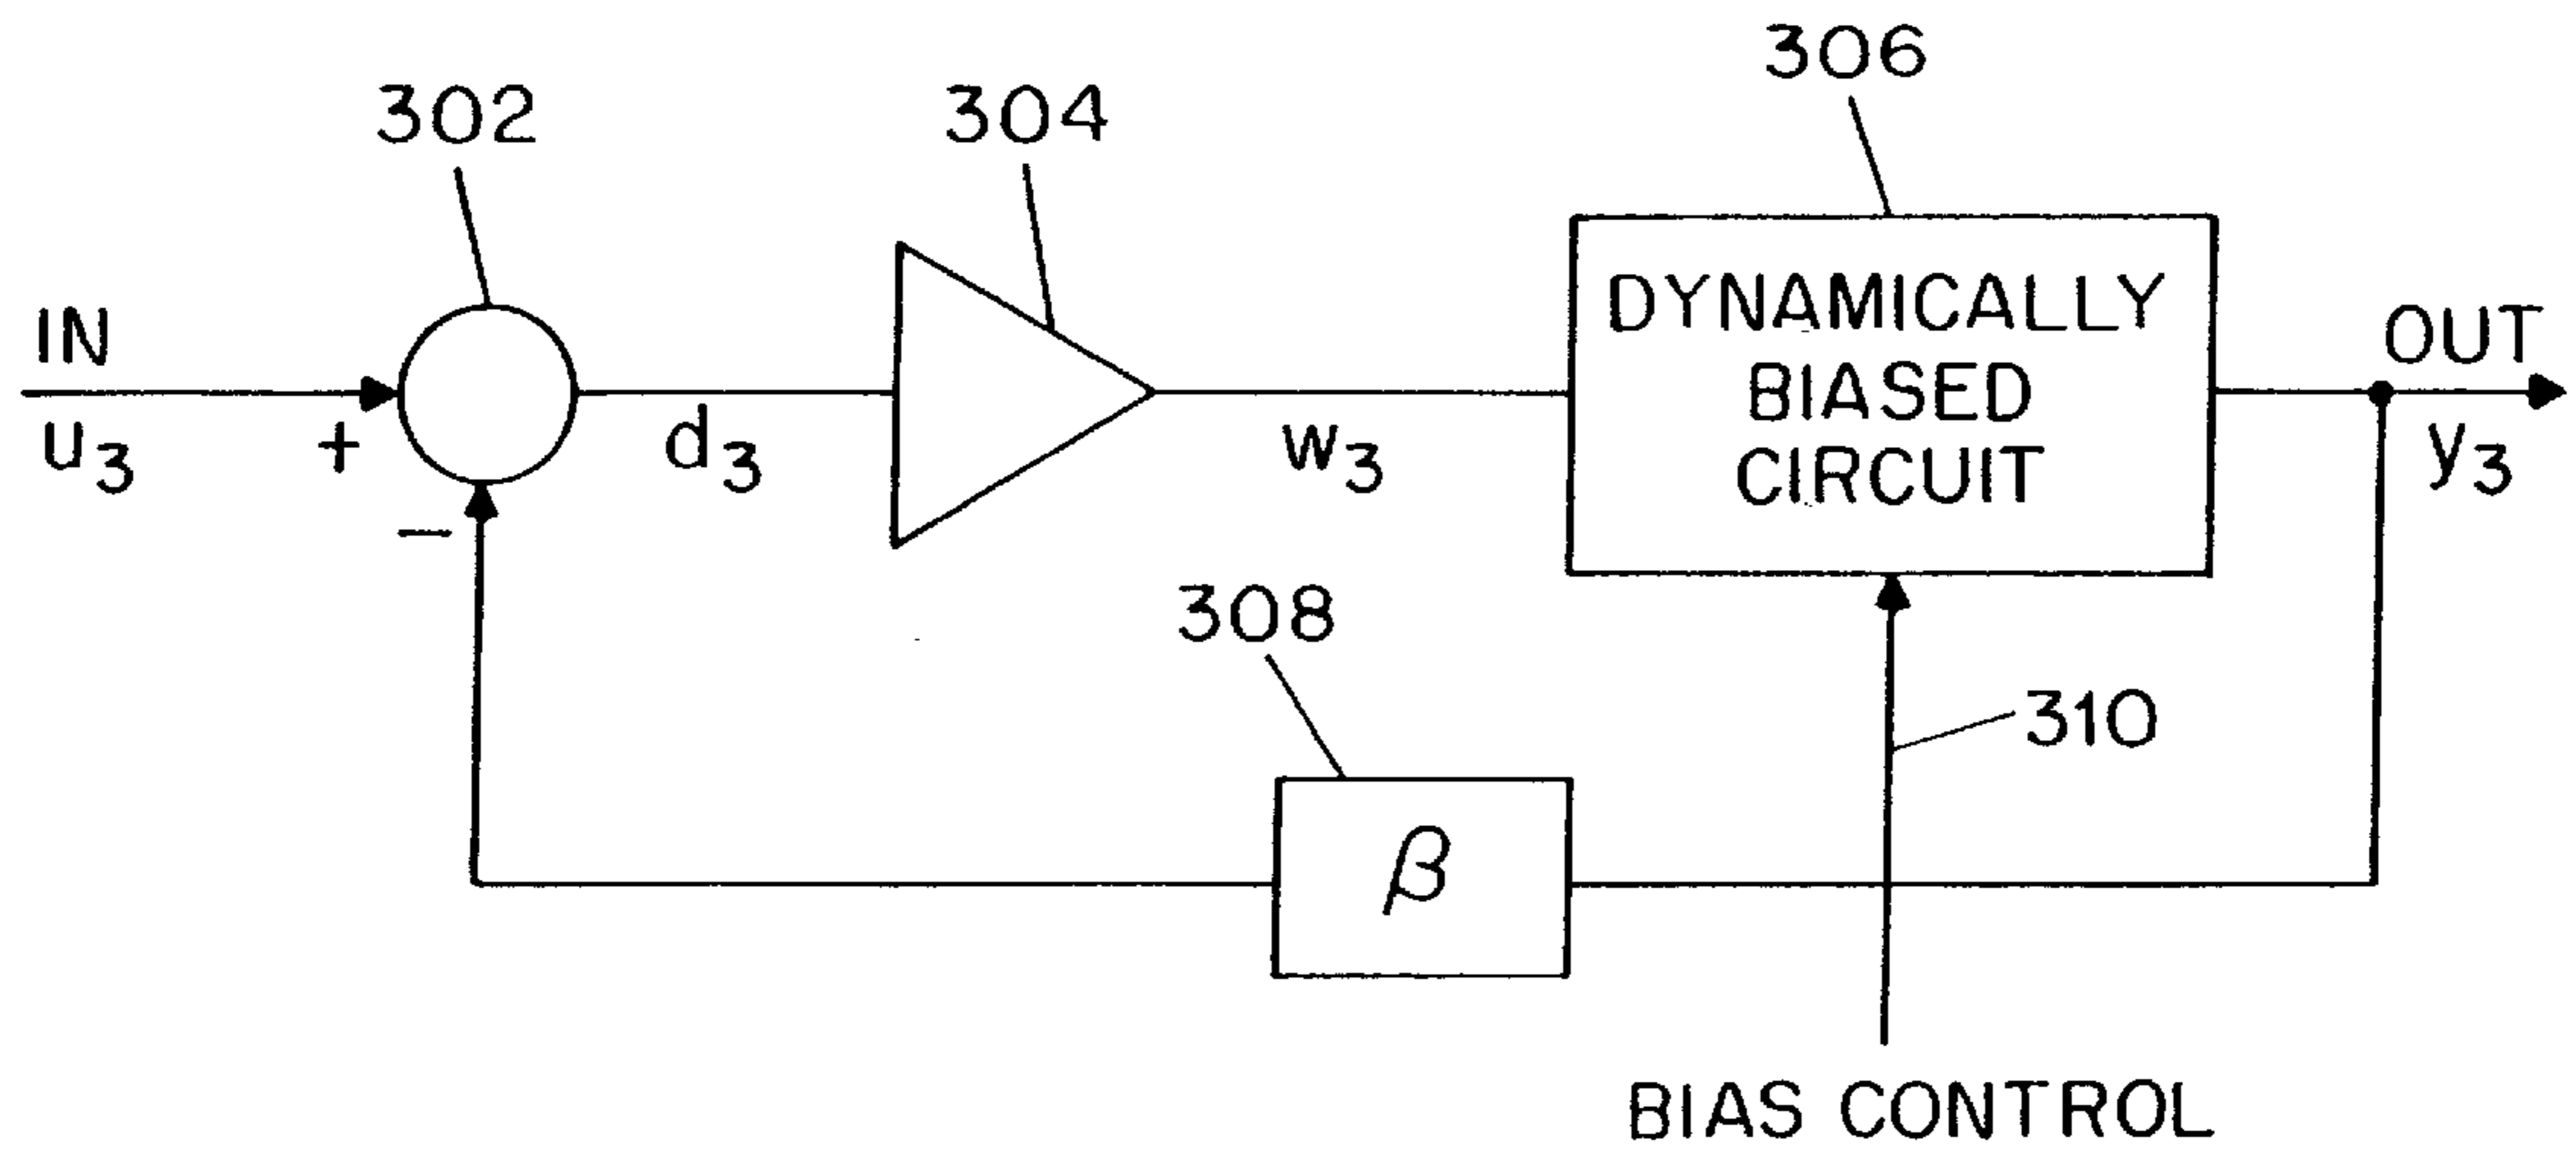 306
302
304
IN
u3
+
−
d3
w3
DYNAMICALLY
BIASED
CIRCUIT
OUT
y3
308
310
β
BIAS CONTROL